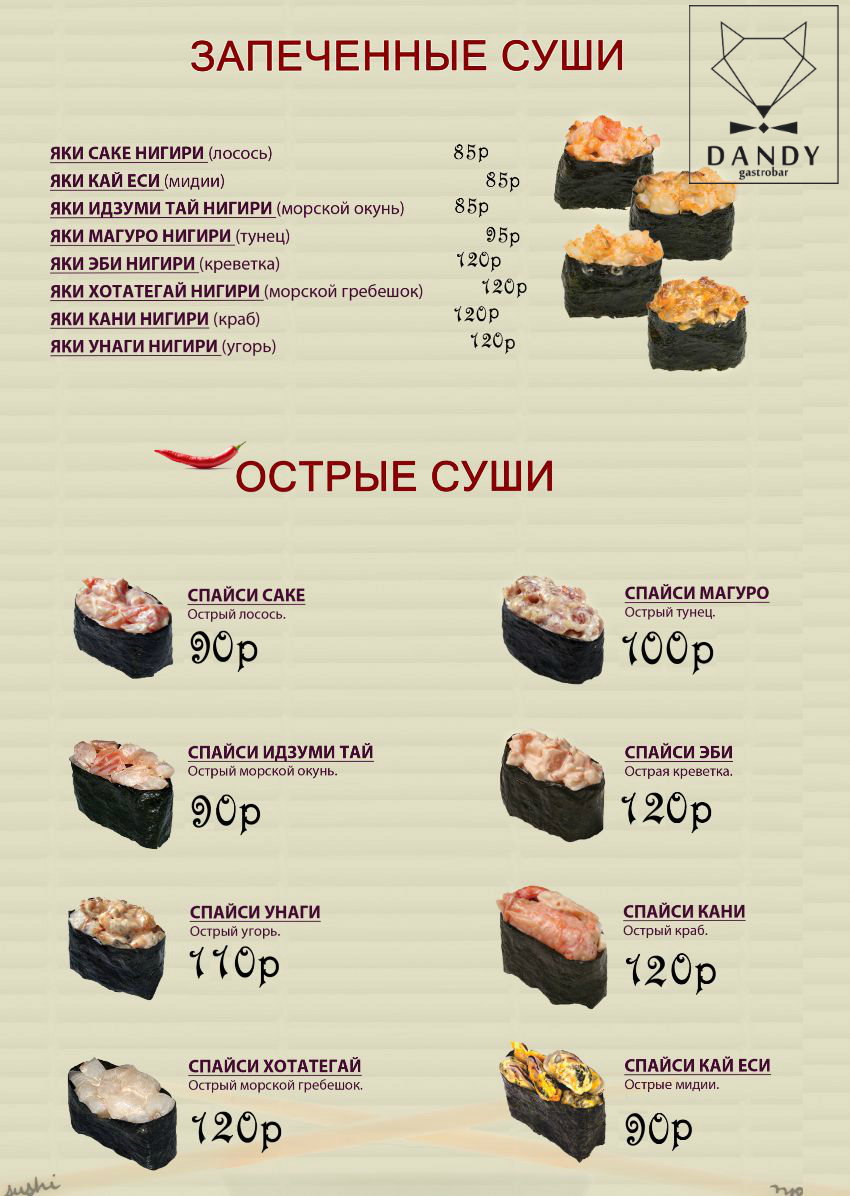 ЗАПЕЧЕННЫЕ СУШИ
DANDY
gastrobar
ЯКИ САКЕ НИГИРИ (лосось) 85р
ЯКИ КАЙ ЕСИ (мидии) 85р
ЯКИ ИДЗУМИ ТАЙ НИГИРИ (морской окунь) 85р
ЯКИ МАГУРО НИГИРИ (тунец) 95р
ЯКИ ЭБИ НИГИРИ (креветка) 120р
ЯКИ ХОТАТЕГАЙ НИГИРИ (морской гребешок) 120р
ЯКИ КАНИ НИГИРИ (краб) 120р
ЯКИ УНАГИ НИГИРИ (угорь) 120р
ОСТРЫЕ СУШИ
СПАЙСИ САКЕ
Острый лосось.
90р
СПАЙСИ МАГУРО
Острый тунец.
100р
СПАЙСИ ИДЗУМИ ТАЙ
Острый морской окунь.
90р
СПАЙСИ ЭБИ
Острая креветка.
120р
СПАЙСИ УНАГИ
Острый угорь.
110р
СПАЙСИ КАНИ
Острый краб.
120р
СПАЙСИ ХОТАТЕГАЙ
Острый морской гребешок.
120р
СПАЙСИ КАЙ ЕСИ
Острые мидии.
90р
sushi